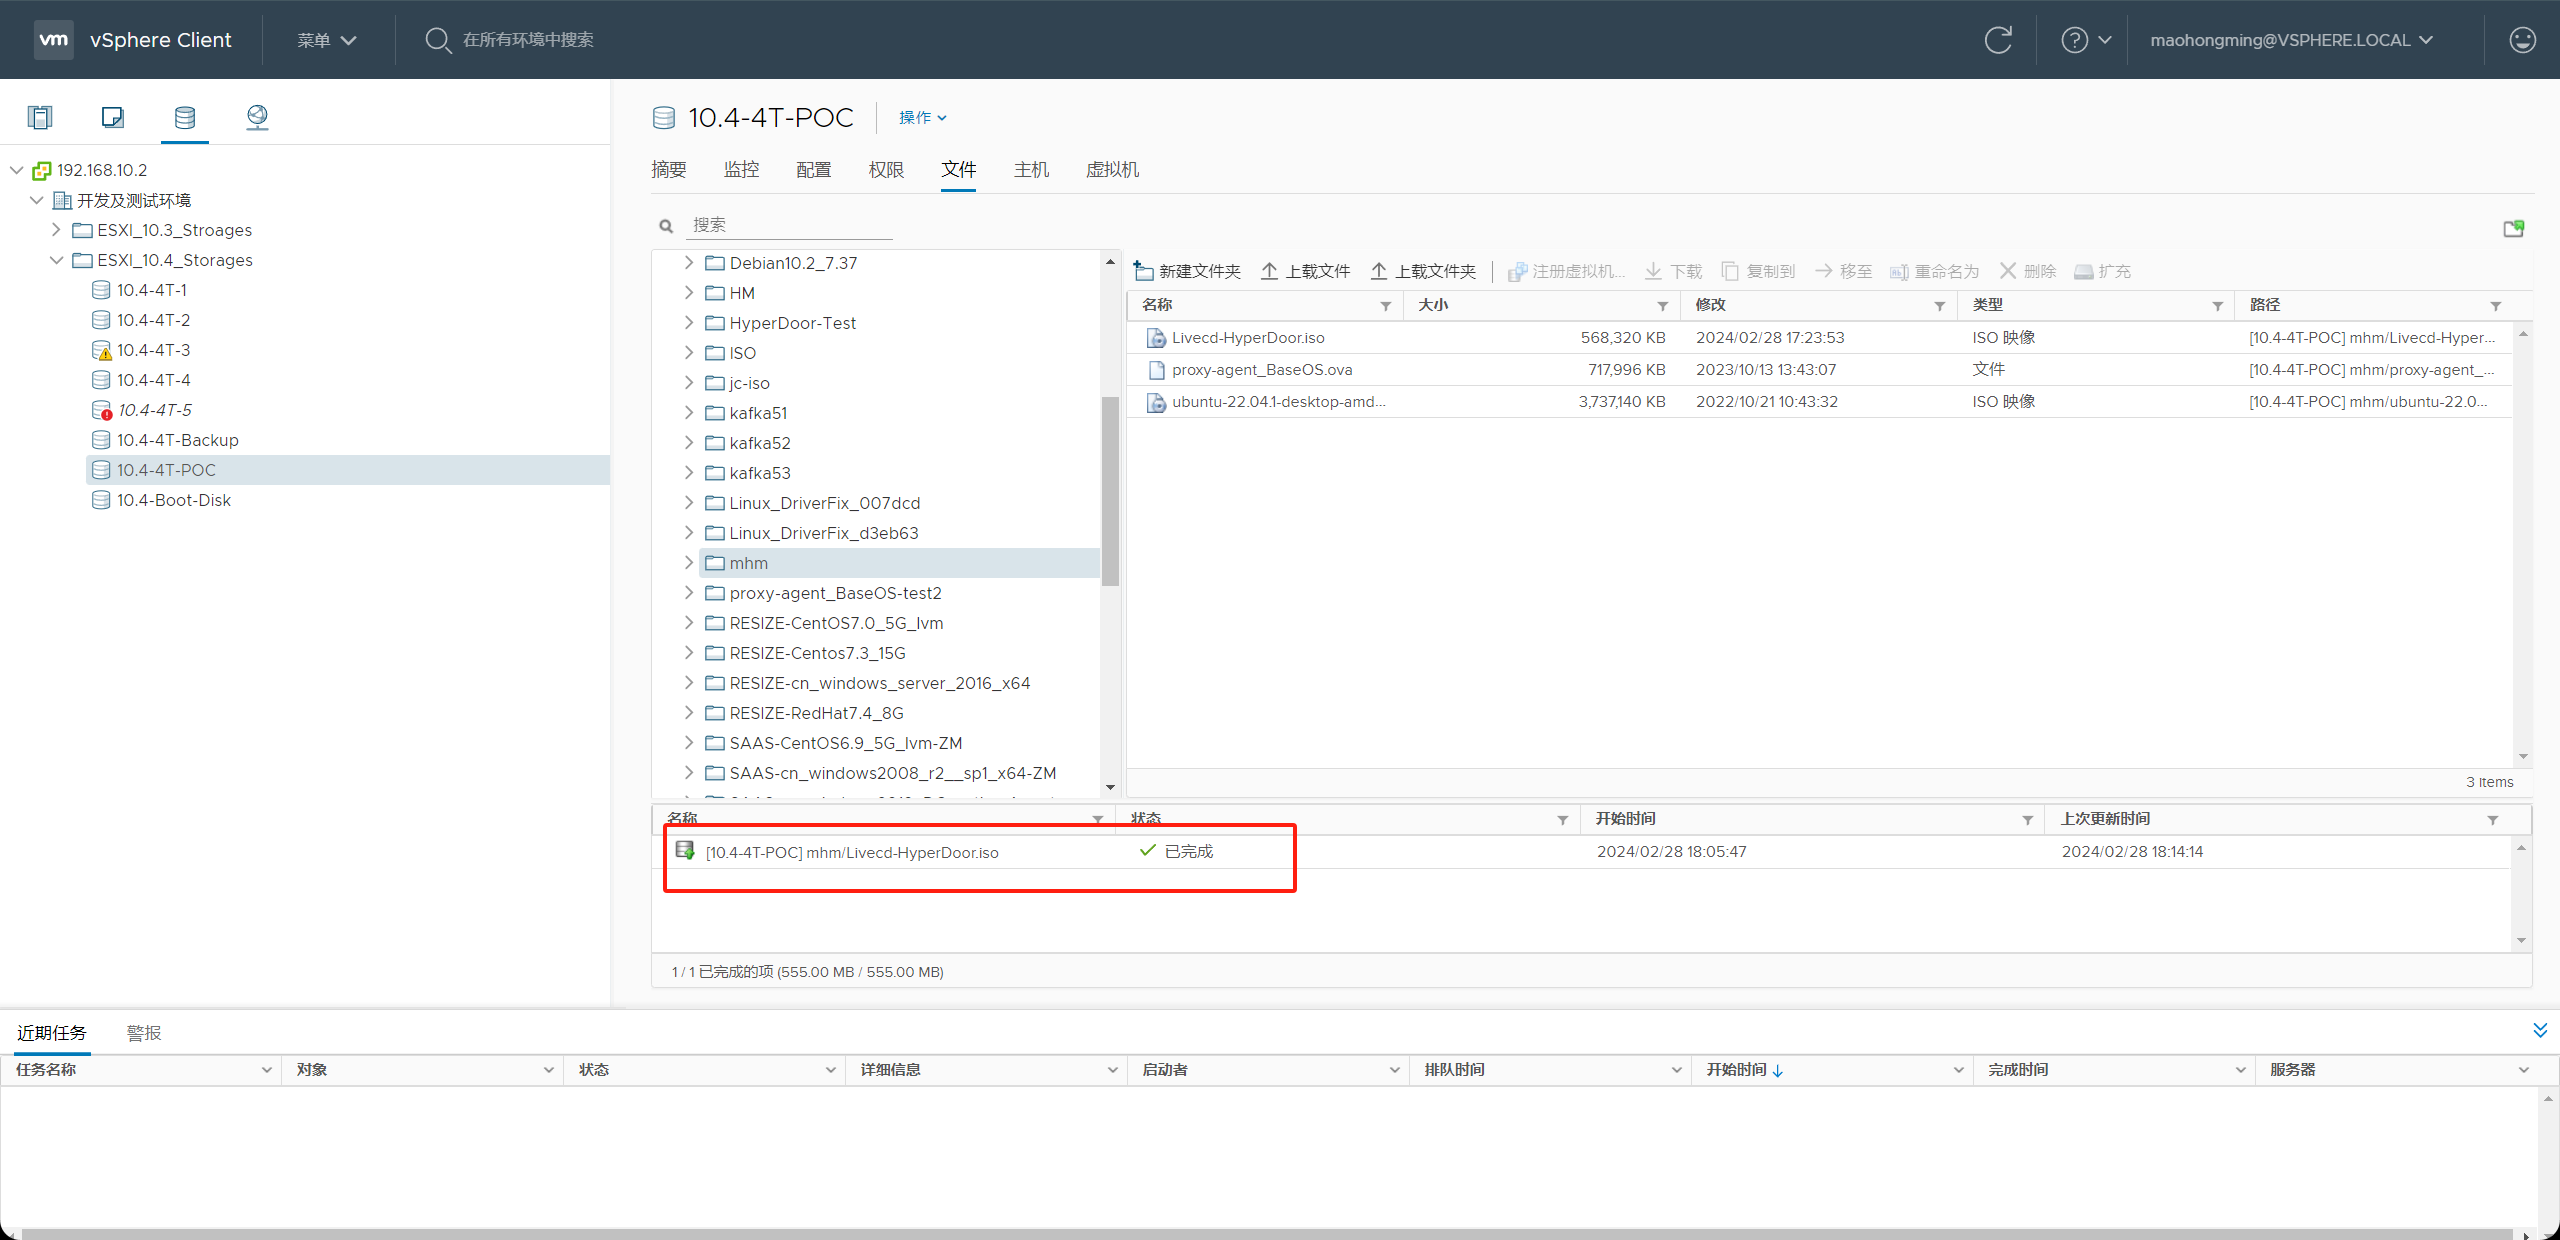 vm vSphere Client 菜单 在所有环境中搜索 maohongming@VSPHERE.LOCAL
192.168.10.2
开发及测试环境
ESXI_10.3_Stroages
ESXI_10.4_Storages
10.4-4T-1
10.4-4T-2
10.4-4T-3
10.4-4T-4
10.4-4T-5
10.4-4T-Backup
10.4-4T-POC
10.4-Boot-Disk
10.4-4T-POC 操作
摘要 监控 配置 权限 文件 主机 虚拟机
搜索
Debian10.2_7.37
HM
HyperDoor-Test
ISO
jc-iso
kafka51
kafka52
kafka53
Linux_DriverFix_007dcd
Linux_DriverFix_d3eb63
mhm
proxy-agent_BaseOS-test2
RESIZE-CentOS7.0_5G_lvm
RESIZE-Centos7.3_15G
RESIZE-cn_windows_server_2016_x64
RESIZE-RedHat7.4_8G
SAAS-CentOS6.9_5G_lvm-ZM
SAAS-cn_windows2008_r2__sp1_x64-ZM
新建文件夹 上载文件 上载文件夹 注册虚拟机... 下载 复制到 移至 重命名为 删除 扩充
名称 大小 修改 类型 路径
Livecd-HyperDoor.iso 568,320 KB 2024/02/28 17:23:53 ISO 映像 [10.4-4T-POC] mhm/Livecd-Hyper...
proxy-agent_BaseOS.ova 717,996 KB 2023/10/13 13:43:07 文件 [10.4-4T-POC] mhm/proxy-agent_...
ubuntu-22.04.1-desktop-amd... 3,737,140 KB 2022/10/21 10:43:32 ISO 映像 [10.4-4T-POC] mhm/ubuntu-22.0...
3 items
名称 状态 开始时间 上次更新时间
[10.4-4T-POC] mhm/Livecd-HyperDoor.iso 已完成 2024/02/28 18:05:47 2024/02/28 18:14:14
1 / 1 已完成的项 (555.00 MB / 555.00 MB)
近期任务 警报
任务名称 对象 状态 详细信息 启动者 排队时间 开始时间 完成时间 服务器